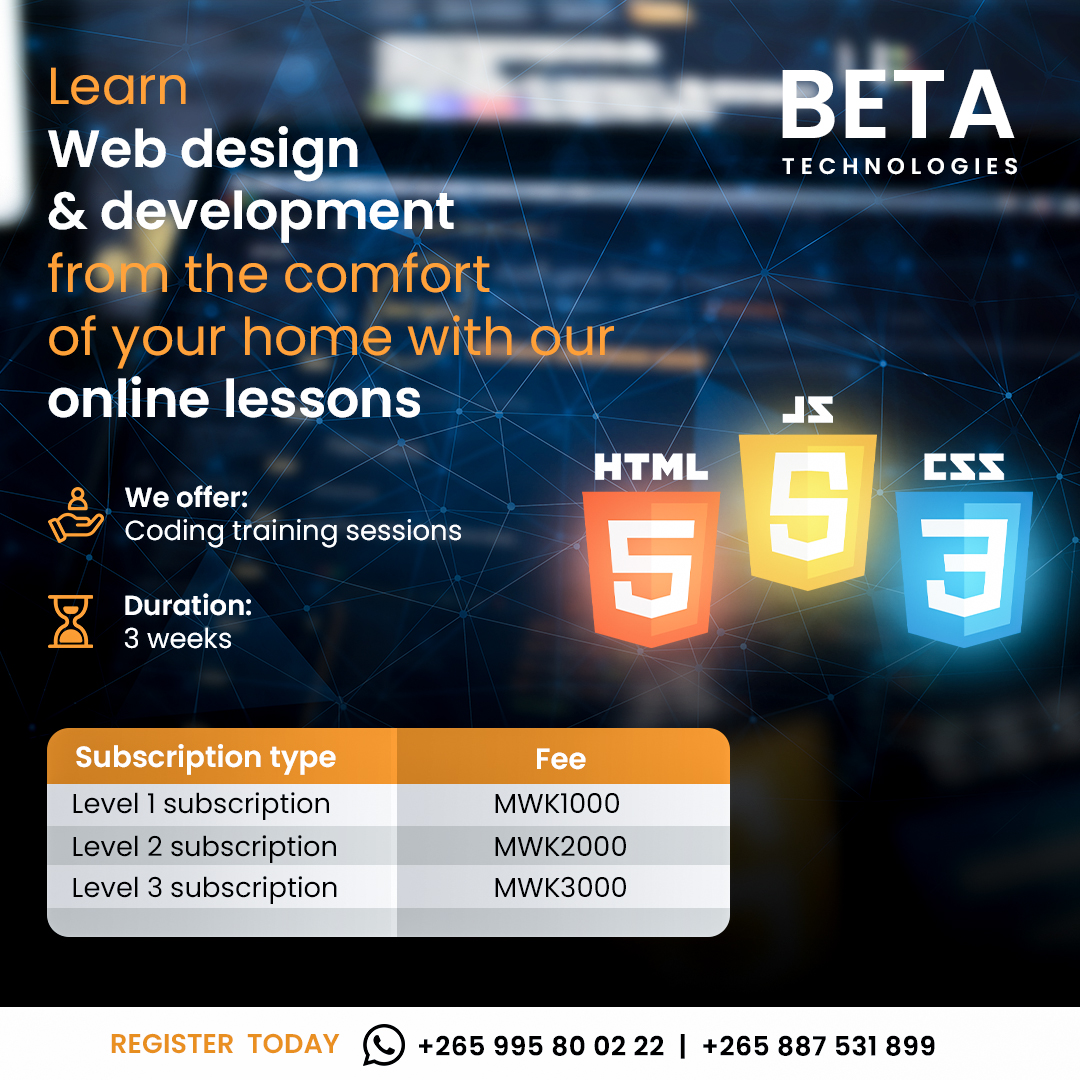 Learn
Web design
& development
from the comfort
of your home with our
online lessons
BETA
TECHNOLOGIES
We offer:
Coding training sessions
Duration:
3 weeks
HTML
5
JS
5
CSS
3
Subscription type Fee
Level 1 subscription MWK1000
Level 2 subscription MWK2000
Level 3 subscription MWK3000
REGISTER TODAY +265 995 80 02 22 | +265 887 531 899